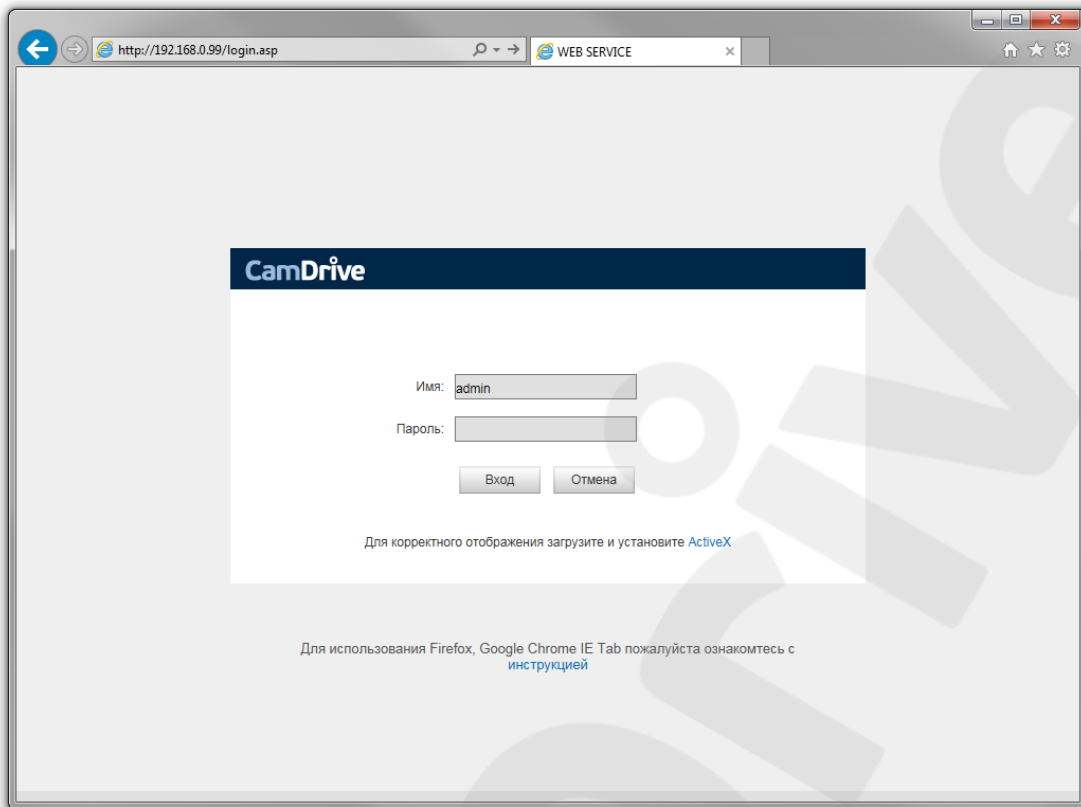 http://192.168.0.99/login.asp
WEB SERVICE
CamDrive
Имя: admin
Пароль:
Вход Отмена
Для корректного отображения загрузите и установите ActiveX
Для использования Firefox, Google Chrome IE Tab пожалуйста ознакомтесь с
инструкцией